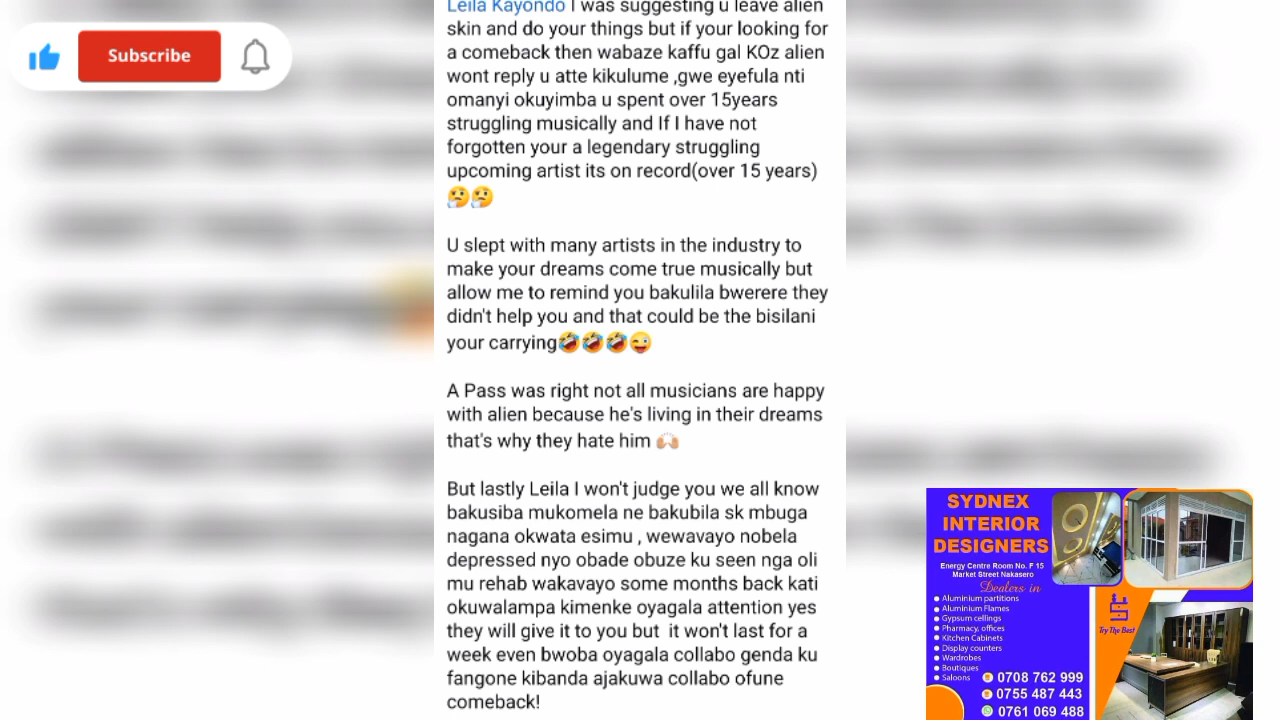 Subscribe
Leila Kayondo I was suggesting u leave alien
skin and do your things but if your looking for
a comeback then wabaze kaffu gal KOz alien
wont reply u atte kikulume ,gwe eyefula nti
omanyi okuyimba u spent over 15years
struggling musically and If I have not
forgotten your a legendary struggling
upcoming artist its on record(over 15 years)
🤔🤔
U slept with many artists in the industry to
make your dreams come true musically but
allow me to remind you bakulila bwerere they
didn't help you and that could be the bisilani
your carrying🤣🤣🤣😜
A Pass was right not all musicians are happy
with alien because he's living in their dreams
that's why they hate him 🙌🏼
But lastly Leila I won't judge you we all know
bakusiba mukomela ne bakubila sk mbuga
nagana okwata esimu , wewavayo nobela
depressed nyo obade obuze ku seen nga oli
mu rehab wakavayo some months back kati
okuwalampa kimenke oyagala attention yes
they will give it to you but it won't last for a
week even bwoba oyagala collabo genda ku
fangone kibanda ajakuwa collabo ofune
comeback!
SYDNEX
INTERIOR
DESIGNERS
Energy Centre Room No. F 15
Market Street Nakasero
Dealers in
Aluminium partitions
Aluminium Flames
Gypsum cellings
Pharmacy, offices
Kitchen Cabinets
Display counters
Wardrobes
Boutiques
Saloons
0708 762 999
0755 487 443
0761 069 488
Try The Best